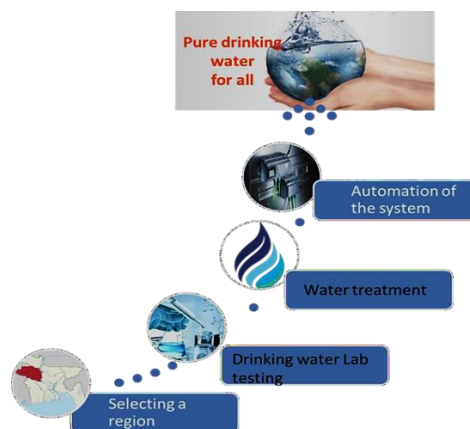 Pure drinking
water
for all
Automation of
the system
Water treatment
Drinking water Lab
testing
Selecting a
region